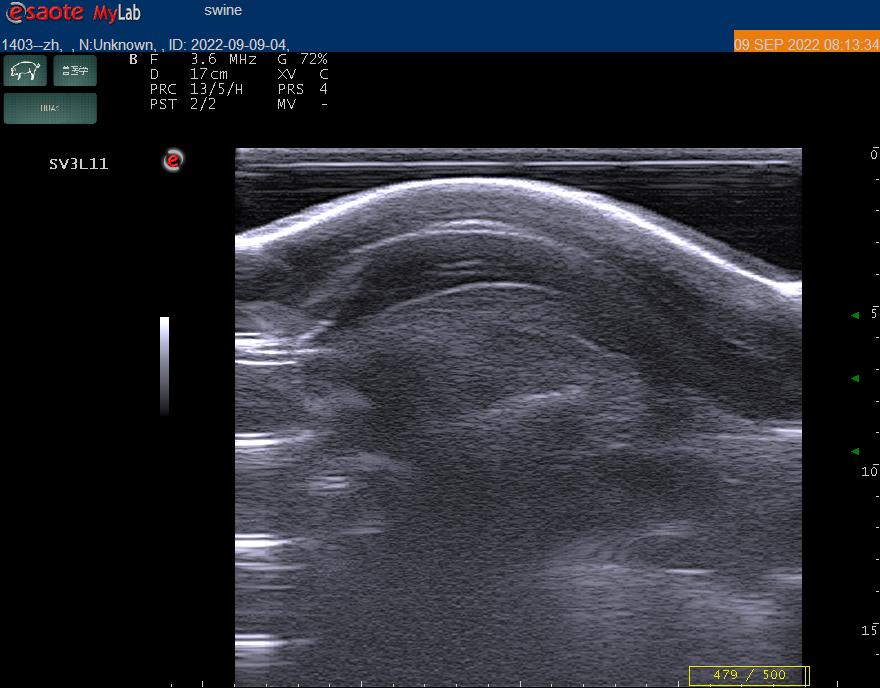 esaote MyLab
swine
1403--zh, , N:Unknown, , ID: 2022-09-09-04,
09 SEP 2022 08:13:34
兽医学
B F 3.6 MHz G 72%
D 17cm XV C
PRC 13/5/H PRS 4
PST 2/2 MV -
SV3L11
e
0
5
10
15
479 / 500